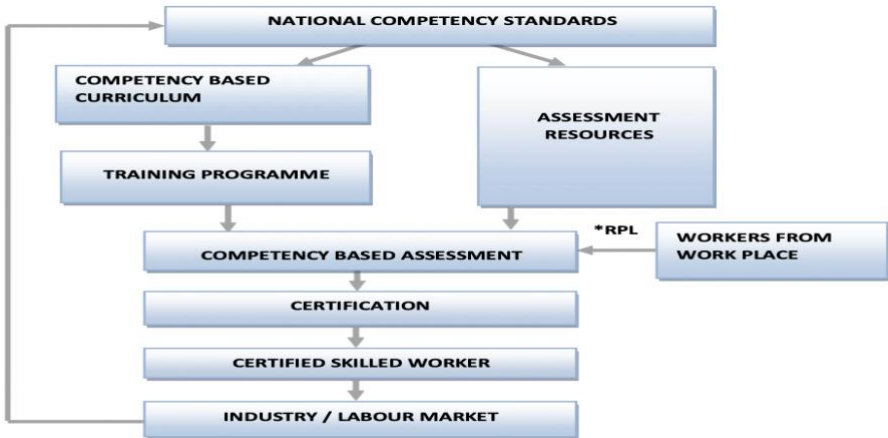 NATIONAL COMPETENCY STANDARDS
COMPETENCY BASED
CURRICULUM
ASSESSMENT
RESOURCES
TRAINING PROGRAMME
*RPL
WORKERS FROM
WORK PLACE
COMPETENCY BASED ASSESSMENT
CERTIFICATION
CERTIFIED SKILLED WORKER
INDUSTRY / LABOUR MARKET